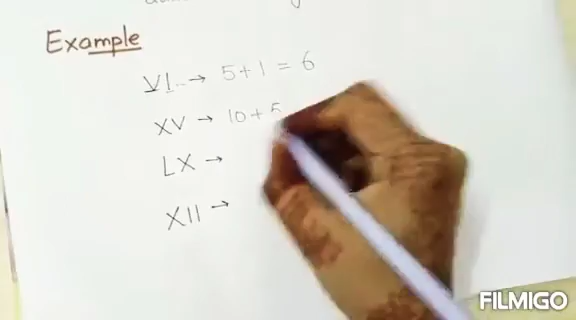 Example
VI → 5+1 = 6
XV → 10+5
LX →
XII →
FILMIGO